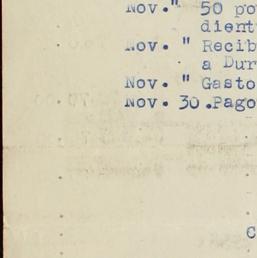 Nov." 50 po
dient
Nov. " Recib
a Dur
Nov. " Gasto
Nov. 30.Pago
C